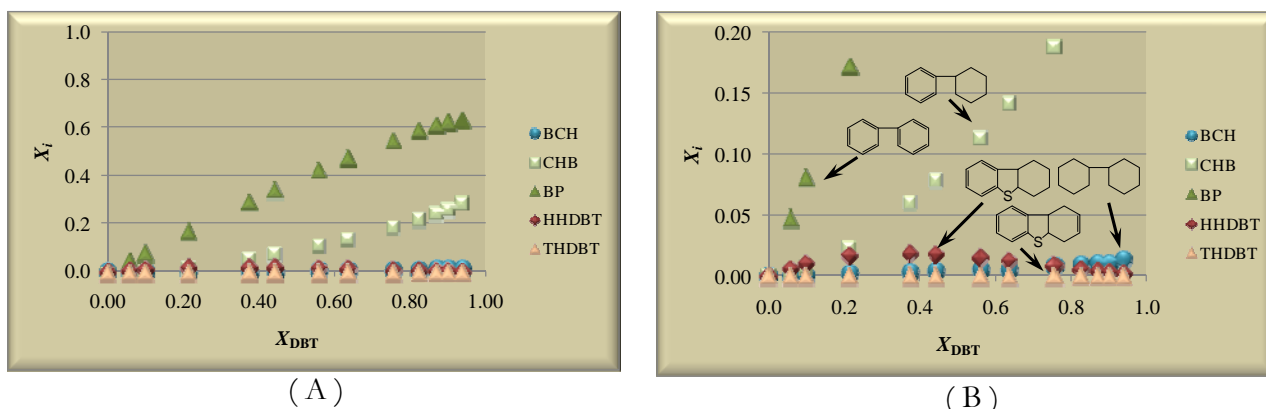 1.0
0.8
0.6
0.4
0.2
0.0
X_i
0.00 0.20 0.40 0.60 0.80 1.00
X_DBT
BCH
CHB
BP
HHDBT
THDBT
(A)
0.20
0.15
0.10
0.05
0.00
X_i
0.0 0.2 0.4 0.6 0.8 1.0
X_DBT
S
S
BCH
CHB
BP
HHDBT
THDBT
(B)